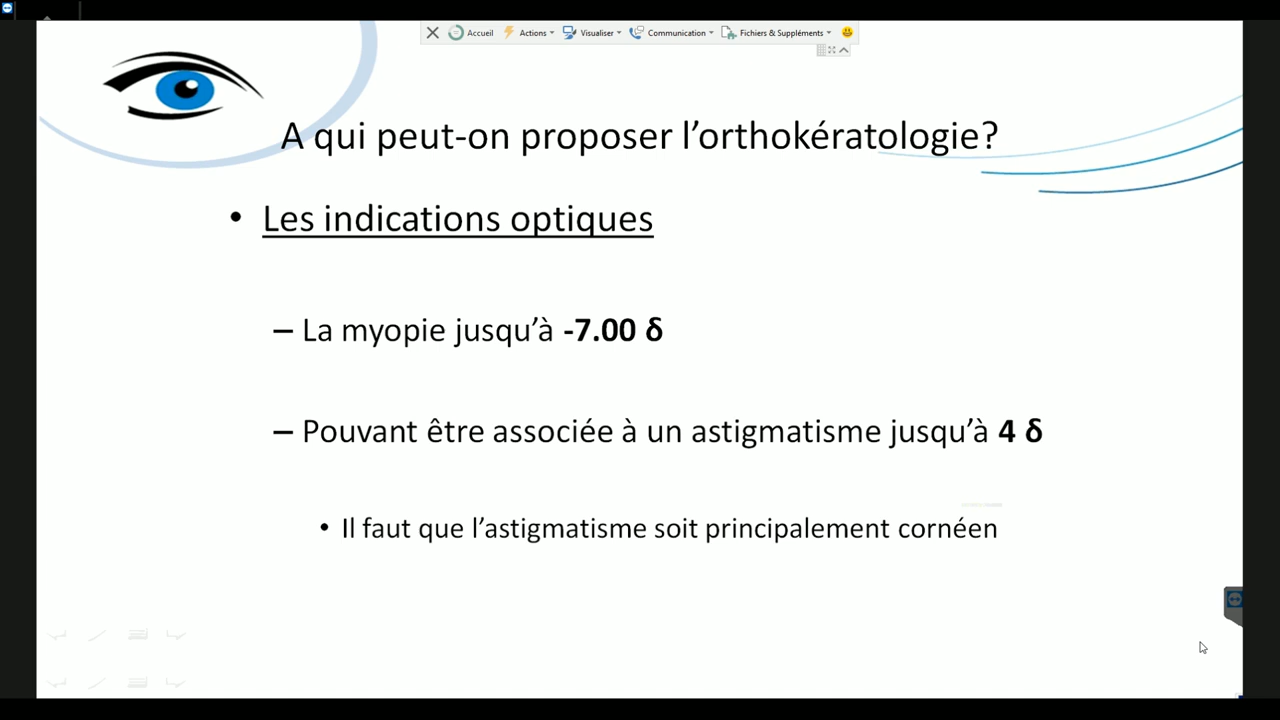 Accueil Actions Visualiser Communication Fichiers & Suppléments
A qui peut-on proposer l’orthokératologie?
• Les indications optiques
– La myopie jusqu’à -7.00 δ
– Pouvant être associée à un astigmatisme jusqu’à 4 δ
• Il faut que l’astigmatisme soit principalement cornéen